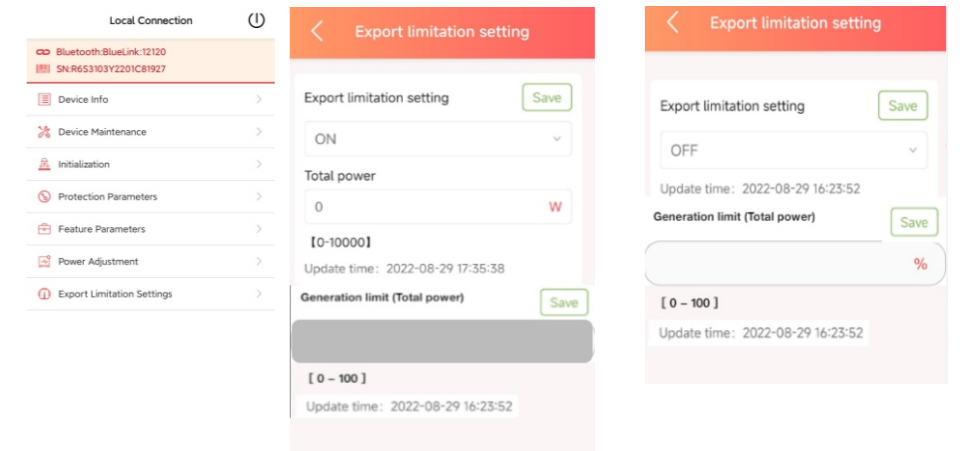 Local Connection
Bluetooth:BlueLink:12120
SN:R6S3103Y2201C81927
Device Info
Device Maintenance
Initialization
Protection Parameters
Feature Parameters
Power Adjustment
Export Limitation Settings
Export limitation setting
Export limitation setting
Save
ON
Total power
0
W
【0-10000】
Update time: 2022-08-29 17:35:38
Generation limit (Total power)
Save
[ 0 – 100 ]
Update time: 2022-08-29 16:23:52
Export limitation setting
Export limitation setting
Save
OFF
Update time: 2022-08-29 16:23:52
Generation limit (Total power)
Save
%
[ 0 – 100 ]
Update time: 2022-08-29 16:23:52